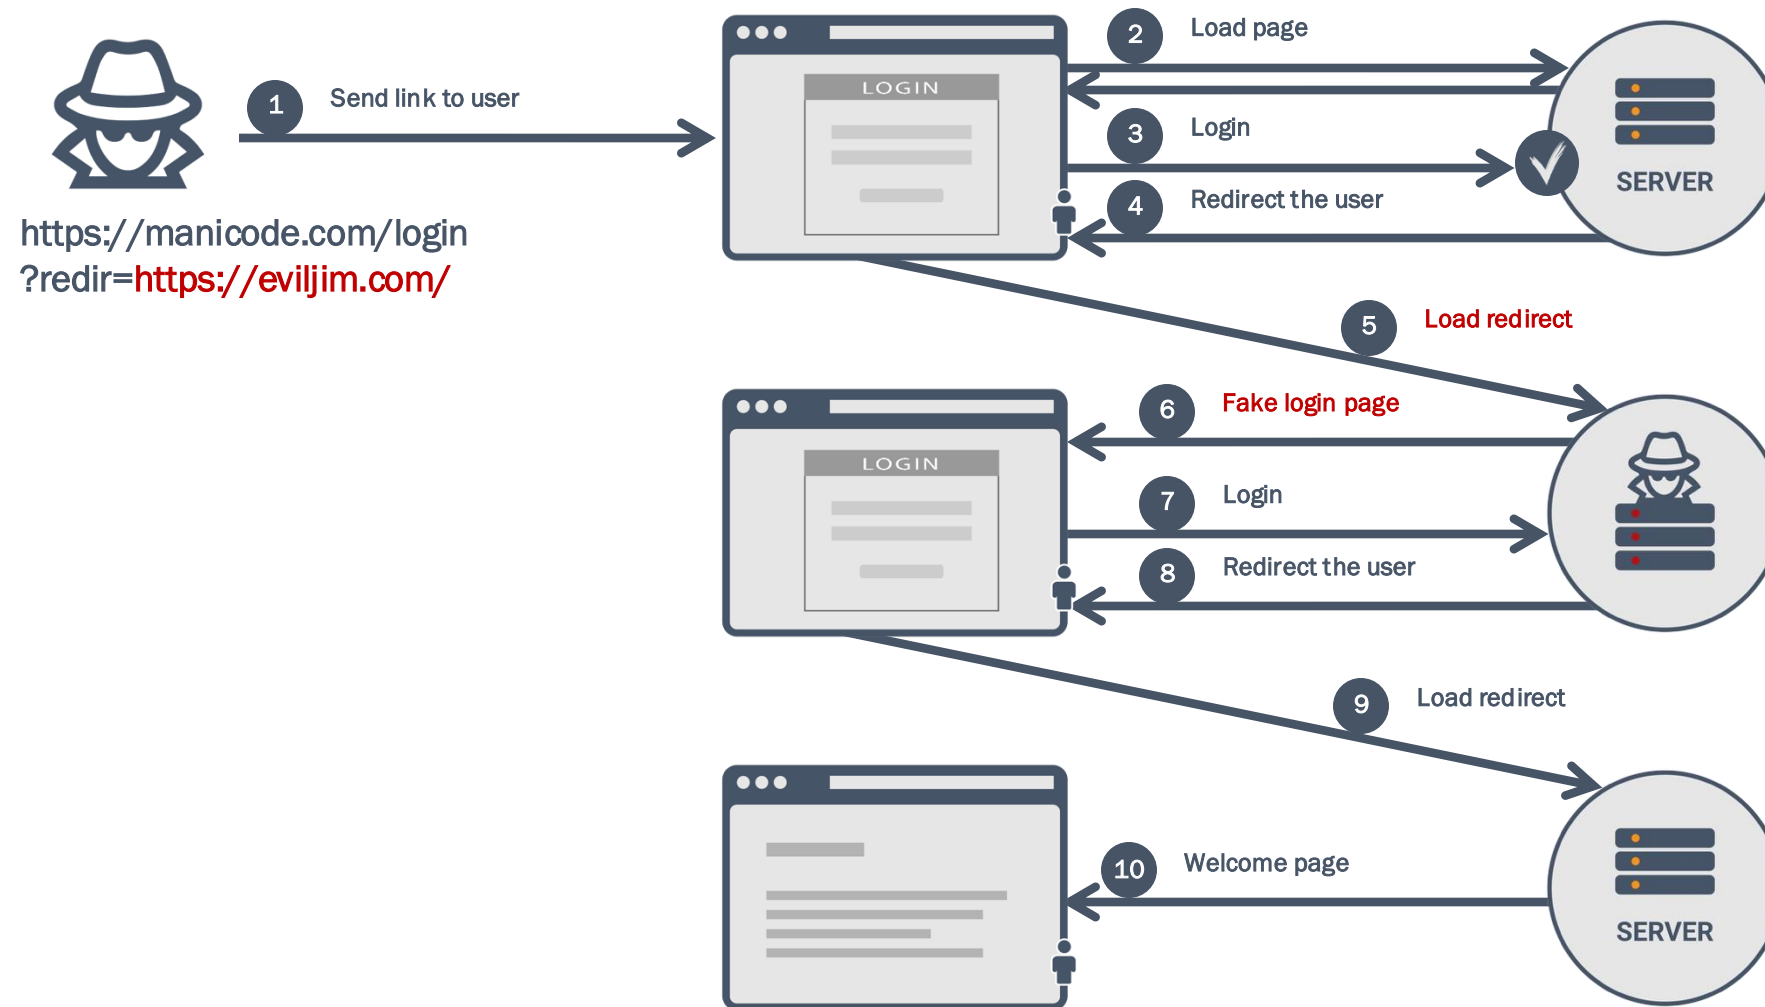 1 Send link to user
https://manicode.com/login
?redir=https://eviljim.com/
LOGIN
2 Load page
3 Login
4 Redirect the user
SERVER
5 Load redirect
LOGIN
6 Fake login page
7 Login
8 Redirect the user
9 Load redirect
10 Welcome page
SERVER